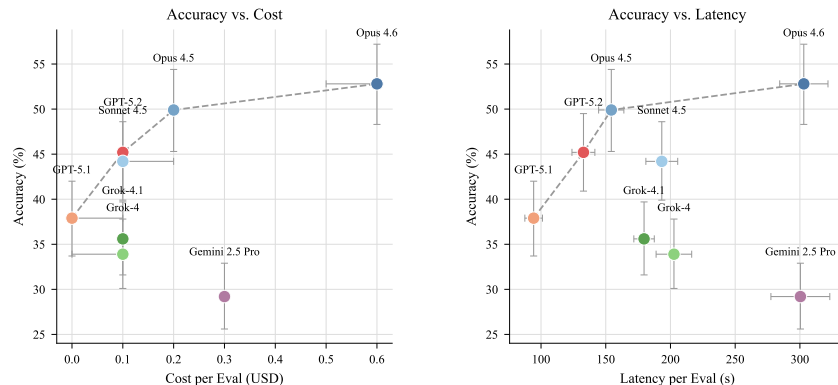 Accuracy vs. Cost
Opus 4.6
Opus 4.5
GPT-5.2
Sonnet 4.5
GPT-5.1
Grok-4.1
Grok-4
Gemini 2.5 Pro
55
50
45
40
35
30
25
Accuracy (%)
0.0 0.1 0.2 0.3 0.4 0.5 0.6
Cost per Eval (USD)
Accuracy vs. Latency
Opus 4.6
Opus 4.5
GPT-5.2
Sonnet 4.5
GPT-5.1
Grok-4.1
Grok-4
Gemini 2.5 Pro
55
50
45
40
35
30
25
Accuracy (%)
100 150 200 250 300
Latency per Eval (s)